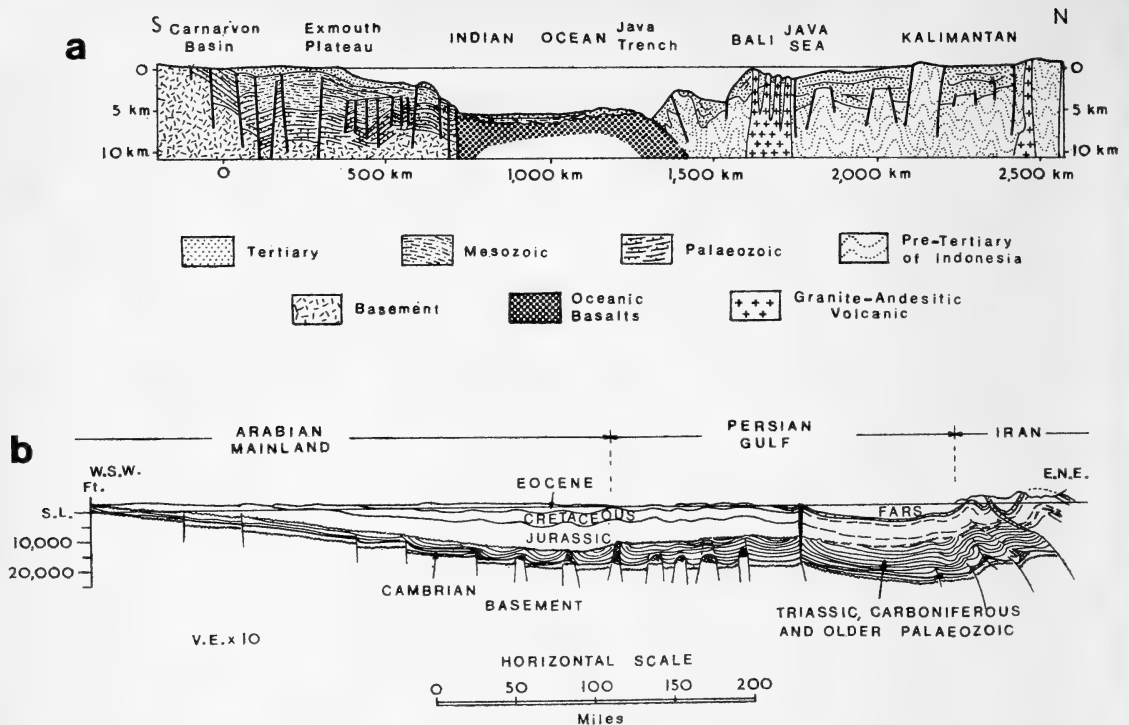 a
S Carnarvon Basin Exmouth Plateau INDIAN OCEAN Java Trench BALI JAVA SEA KALIMANTAN N
0 0
5 km 5 km
10 km 10 km
0 500 km 1,000 km 1,500 km 2,000 km 2,500 km
Tertiary Mesozoic Palaeozoic Pre-Tertiary of Indonesia
Basement Oceanic Basalts Granite-Andesitic Volcanic
b
ARABIAN MAINLAND PERSIAN GULF IRAN
W.S.W. E.N.E.
Ft.
EOCENE
S.L. FARS
CRETACEOUS
JURASSIC
10,000
20,000
CAMBRIAN
BASEMENT
TRIASSIC, CARBONIFEROUS
AND OLDER PALAEOZOIC
V.E. x 10
HORIZONTAL SCALE
0 50 100 150 200
Miles